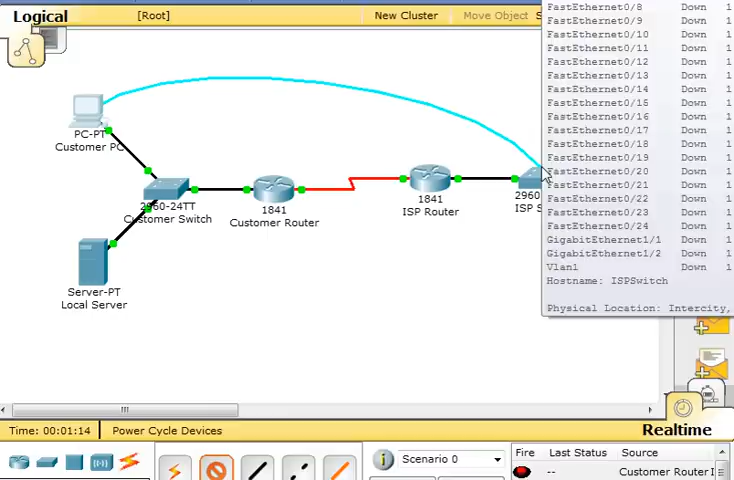 Logical
[Root]
New Cluster
Move Object
FastEthernet0/8 Down 1
FastEthernet0/9 Down 1
FastEthernet0/10 Down 1
FastEthernet0/11 Down 1
FastEthernet0/12 Down 1
FastEthernet0/13 Down 1
FastEthernet0/14 Down 1
FastEthernet0/15 Down 1
FastEthernet0/16 Down 1
FastEthernet0/17 Down 1
FastEthernet0/18 Down 1
FastEthernet0/19 Down 1
FastEthernet0/20 Down 1
FastEthernet0/21 Down 1
FastEthernet0/22 Down 1
FastEthernet0/23 Down 1
FastEthernet0/24 Down 1
GigabitEthernet1/1 Down 1
GigabitEthernet1/2 Down 1
Vlan1 Down 1
Hostname: ISPSwitch
Physical Location: Intercity,
PC-PT
Customer PC
2960-24TT
Customer Switch
1841
Customer Router
1841
ISP Router
2960
ISP S
Server-PT
Local Server
Time: 00:01:14
Power Cycle Devices
Realtime
Scenario 0
Fire Last Status Source
-- Customer Router I